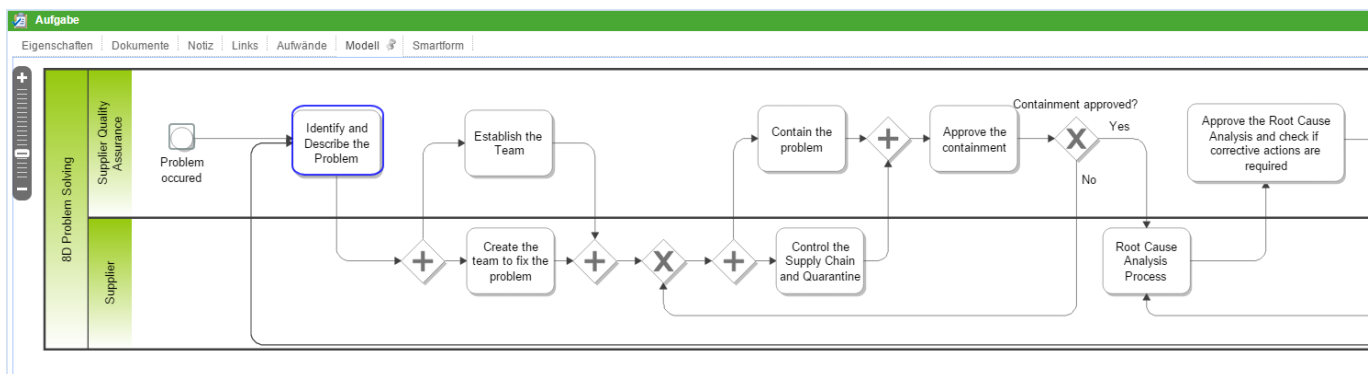 Aufgabe
Eigenschaften Dokumente Notiz Links Aufwände Modell Smartform
8D Problem Solving
Supplier Quality
Assurance
Problem
occured
Identify and
Describe the
Problem
Establish the
Team
Contain the
problem
Approve the
containment
Containment approved?
Yes
No
Approve the Root Cause
Analysis and check if
corrective actions are
required
Supplier
Create the
team to fix the
problem
Control the
Supply Chain
and Quarantine
Root Cause
Analysis
Process